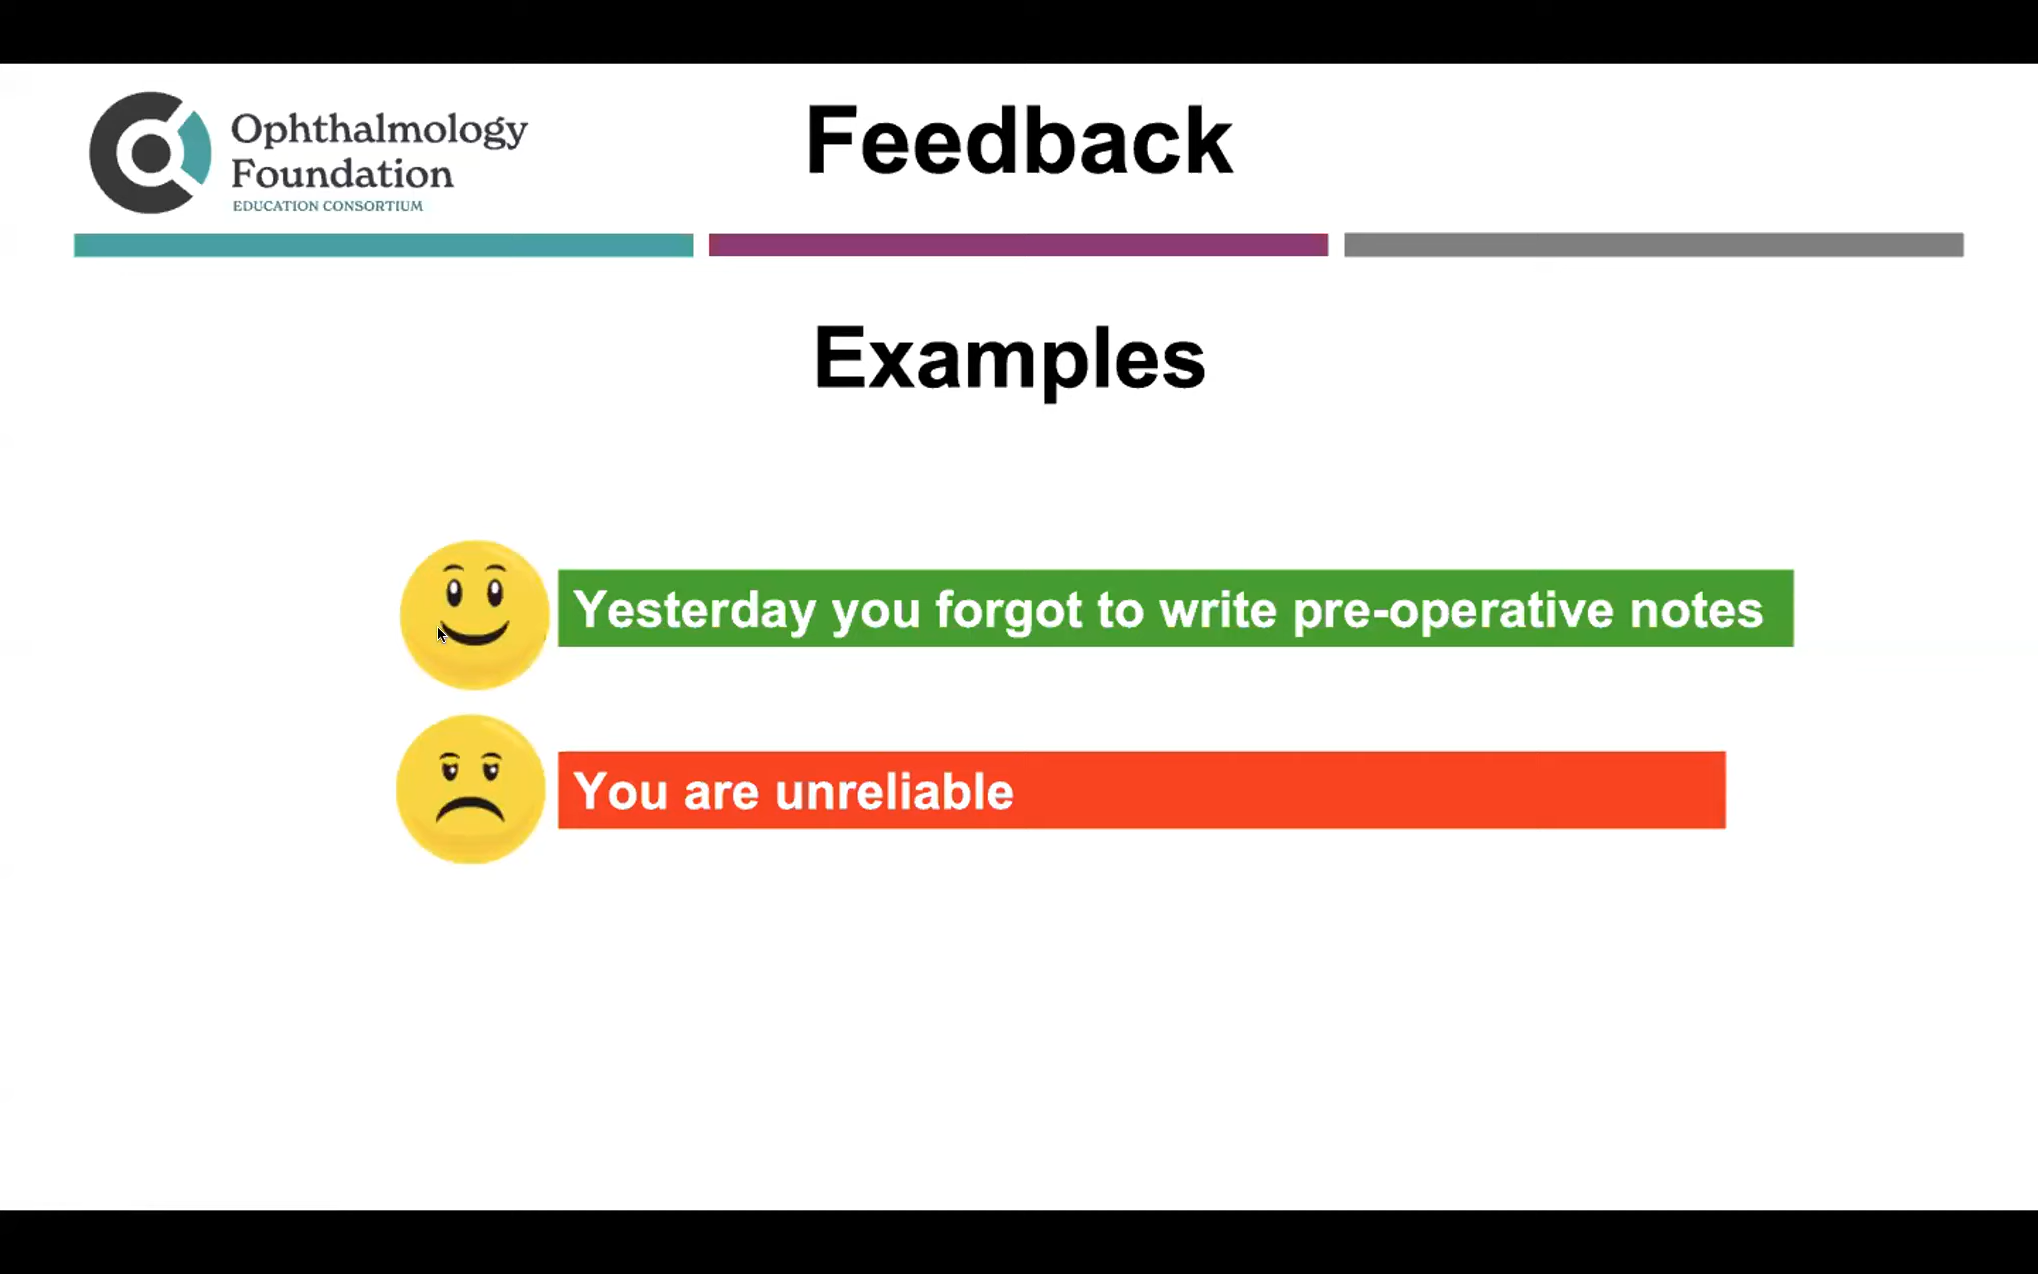 Ophthalmology
Foundation
EDUCATION CONSORTIUM
Feedback
Examples
Yesterday you forgot to write pre-operative notes
You are unreliable